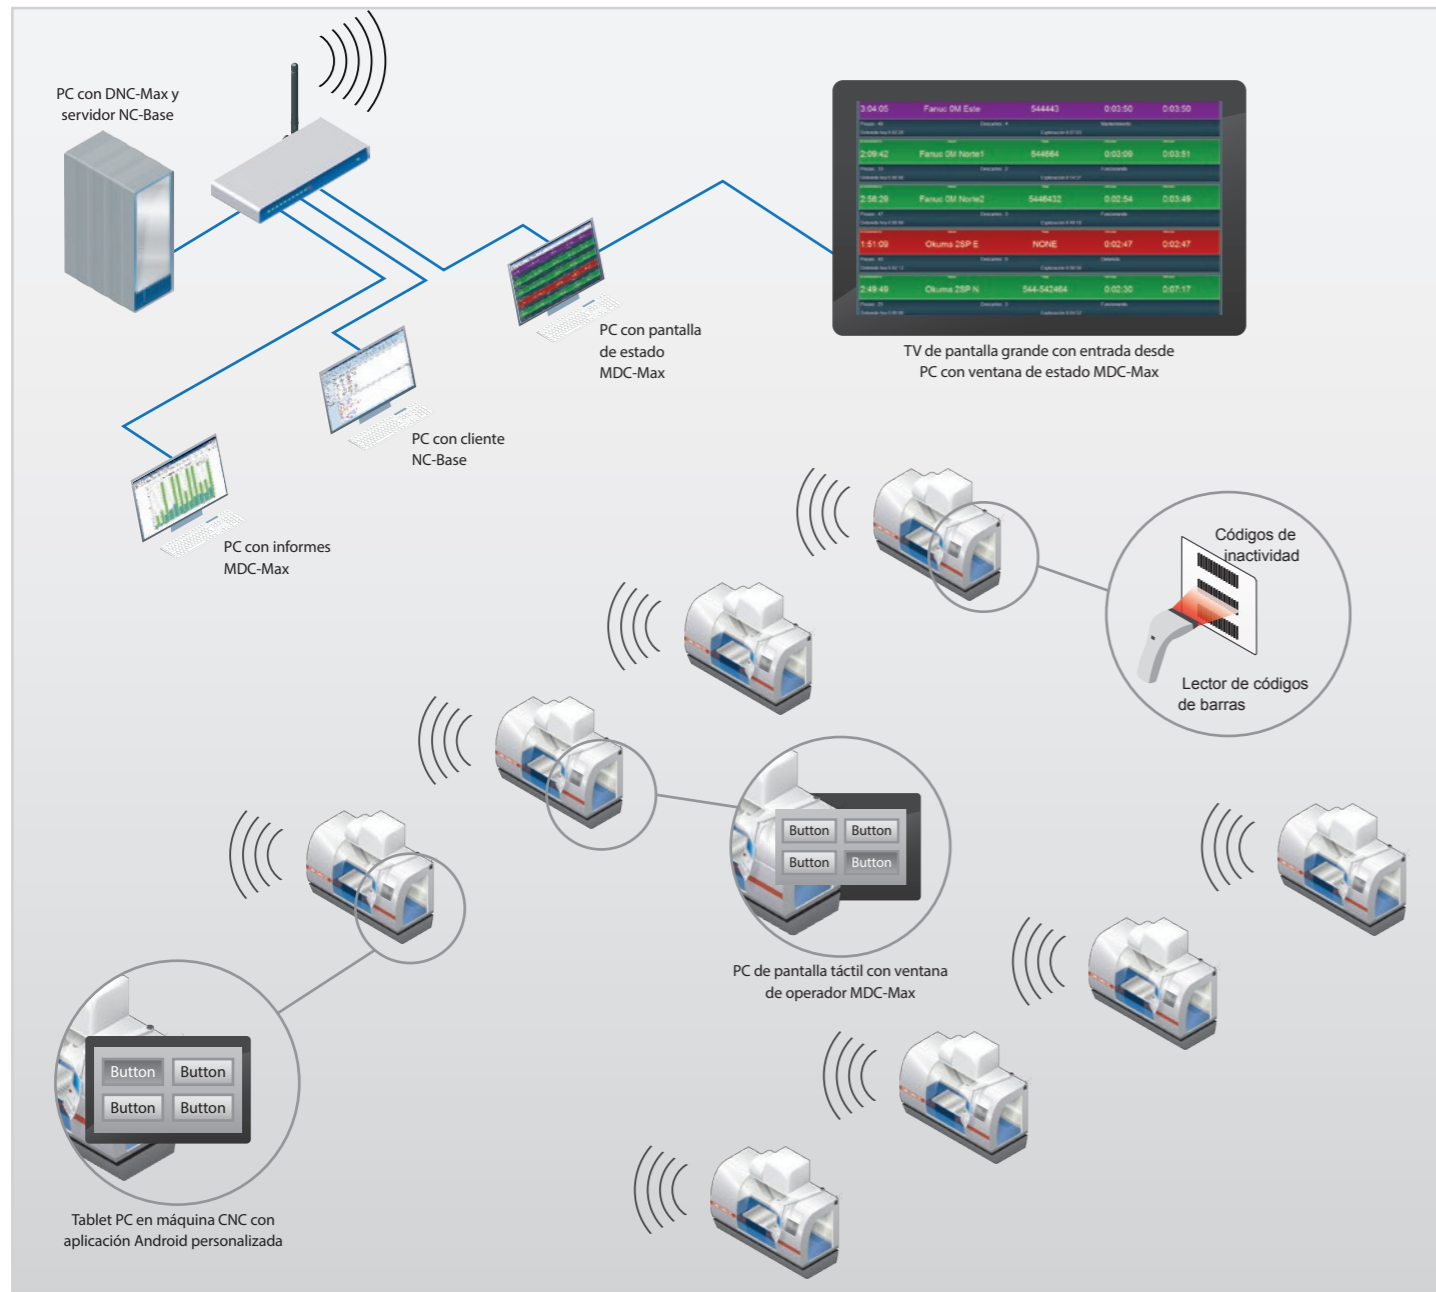 PC con DNC-Max y
servidor NC-Base
3:04:05 Fanuc 0M Este 544443 0:03:50 0:03:50
2:09:42 Fanuc 0M Norte1 544664 0:03:09 0:03:51
2:58:29 Fanuc 0M Norte2 5446432 0:02:54 0:03:49
1:51:09 Okuma 2SP E NONE 0:02:47 0:02:47
2:49:49 Okuma 2SP N 544-542464 0:02:30 0:07:17
TV de pantalla grande con entrada desde
PC con ventana de estado MDC-Max
PC con pantalla
de estado
MDC-Max
PC con cliente
NC-Base
PC con informes
MDC-Max
Códigos de
inactividad
Lector de códigos
de barras
Button Button
Button Button
PC de pantalla táctil con ventana
de operador MDC-Max
Button Button
Button Button
Tablet PC en máquina CNC con
aplicación Android personalizada